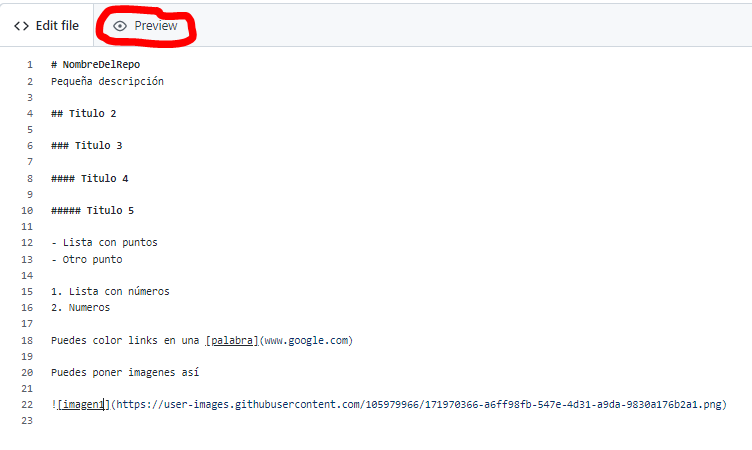 <> Edit file Preview
1 # NombreDelRepo
2 Pequeña descripción
3
4 ## Titulo 2
5
6 ### Titulo 3
7
8 #### Titulo 4
9
10 ##### Titulo 5
11
12 - Lista con puntos
13 - Otro punto
14
15 1. Lista con números
16 2. Numeros
17
18 Puedes color links en una [palabra](www.google.com)
19
20 Puedes poner imagenes así
21
22 ![imagen1](https://user-images.githubusercontent.com/105979966/171970366-a6ff98fb-547e-4d31-a9da-9830a176b2a1.png)
23